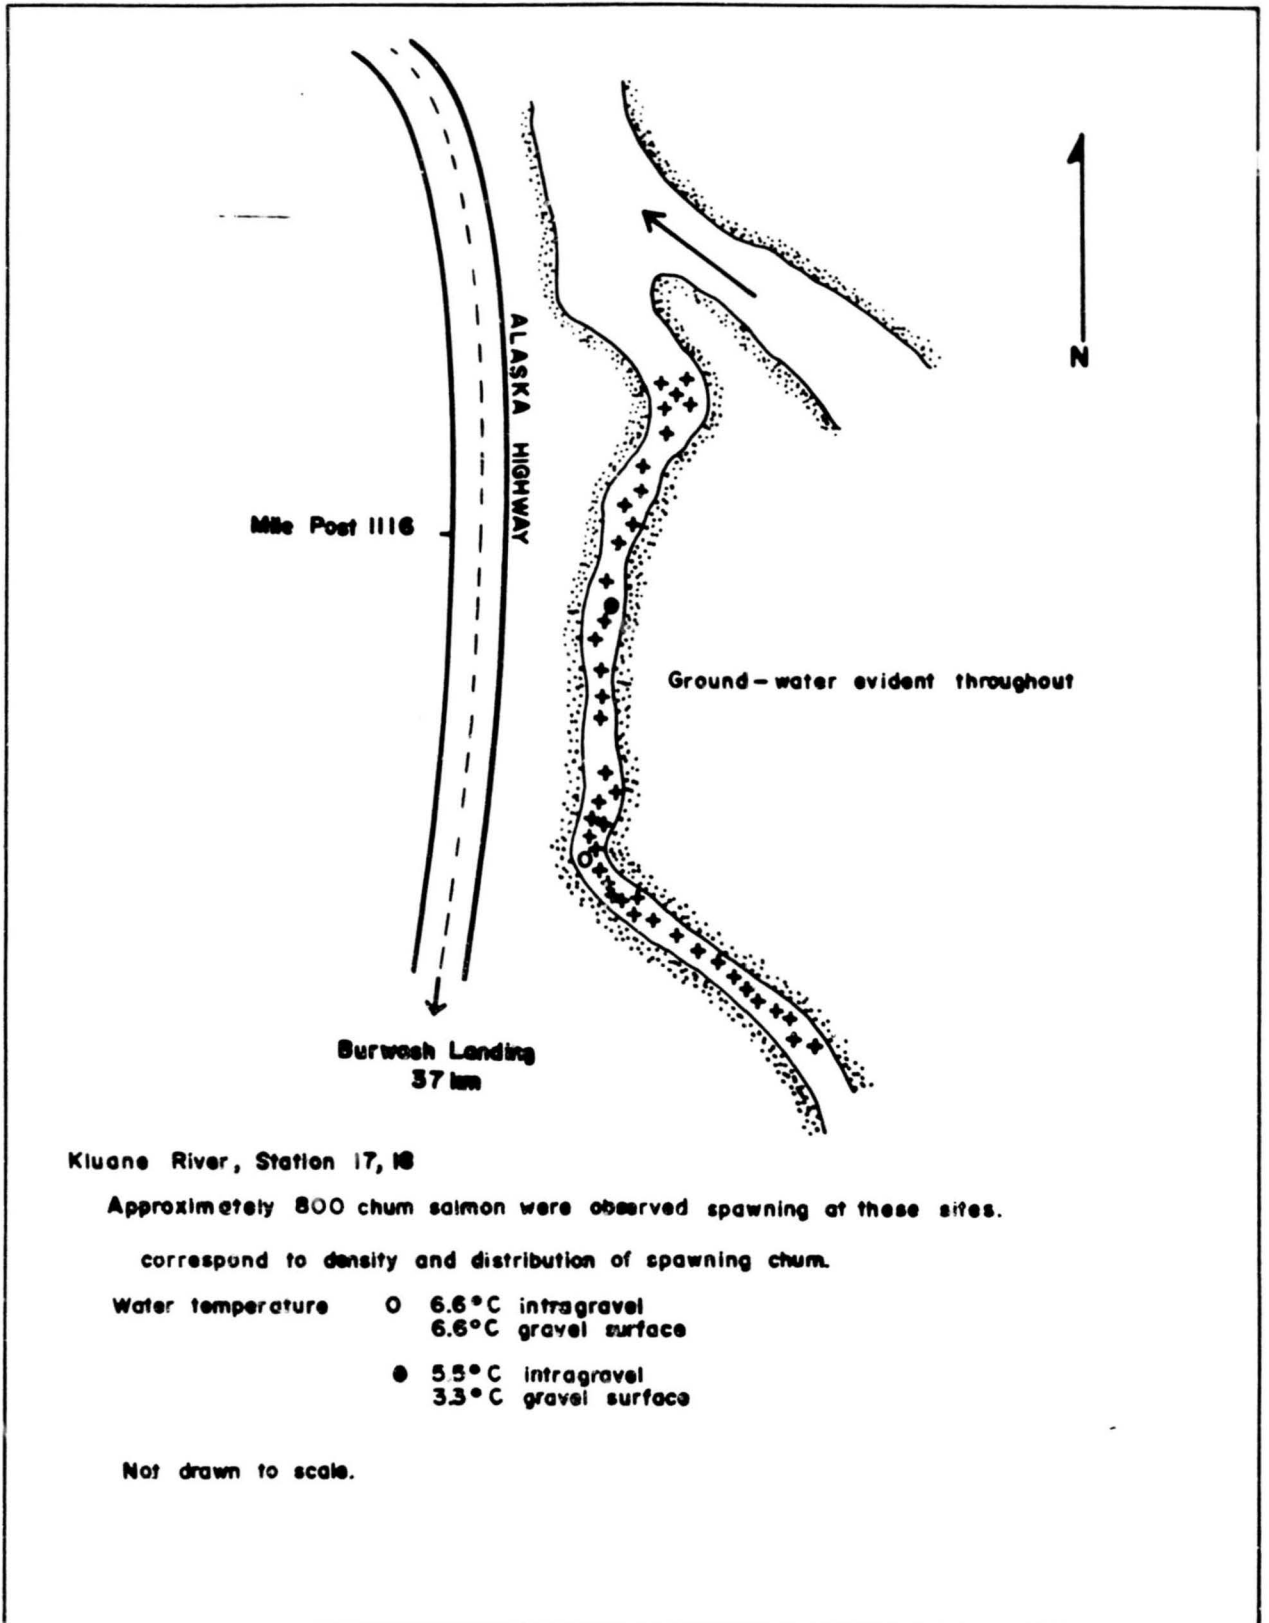 N
ALASKA HIGHWAY
Mile Post 1116
Ground-water evident throughout
Burwash Landing
37 km
Kluane River, Station 17, 18
Approximately 800 chum salmon were observed spawning at these sites.
correspond to density and distribution of spawning chum.
Water temperature O 6.6°C intragravel
6.6°C gravel surface
● 5.5°C intragravel
3.3°C gravel surface
Not drawn to scale.